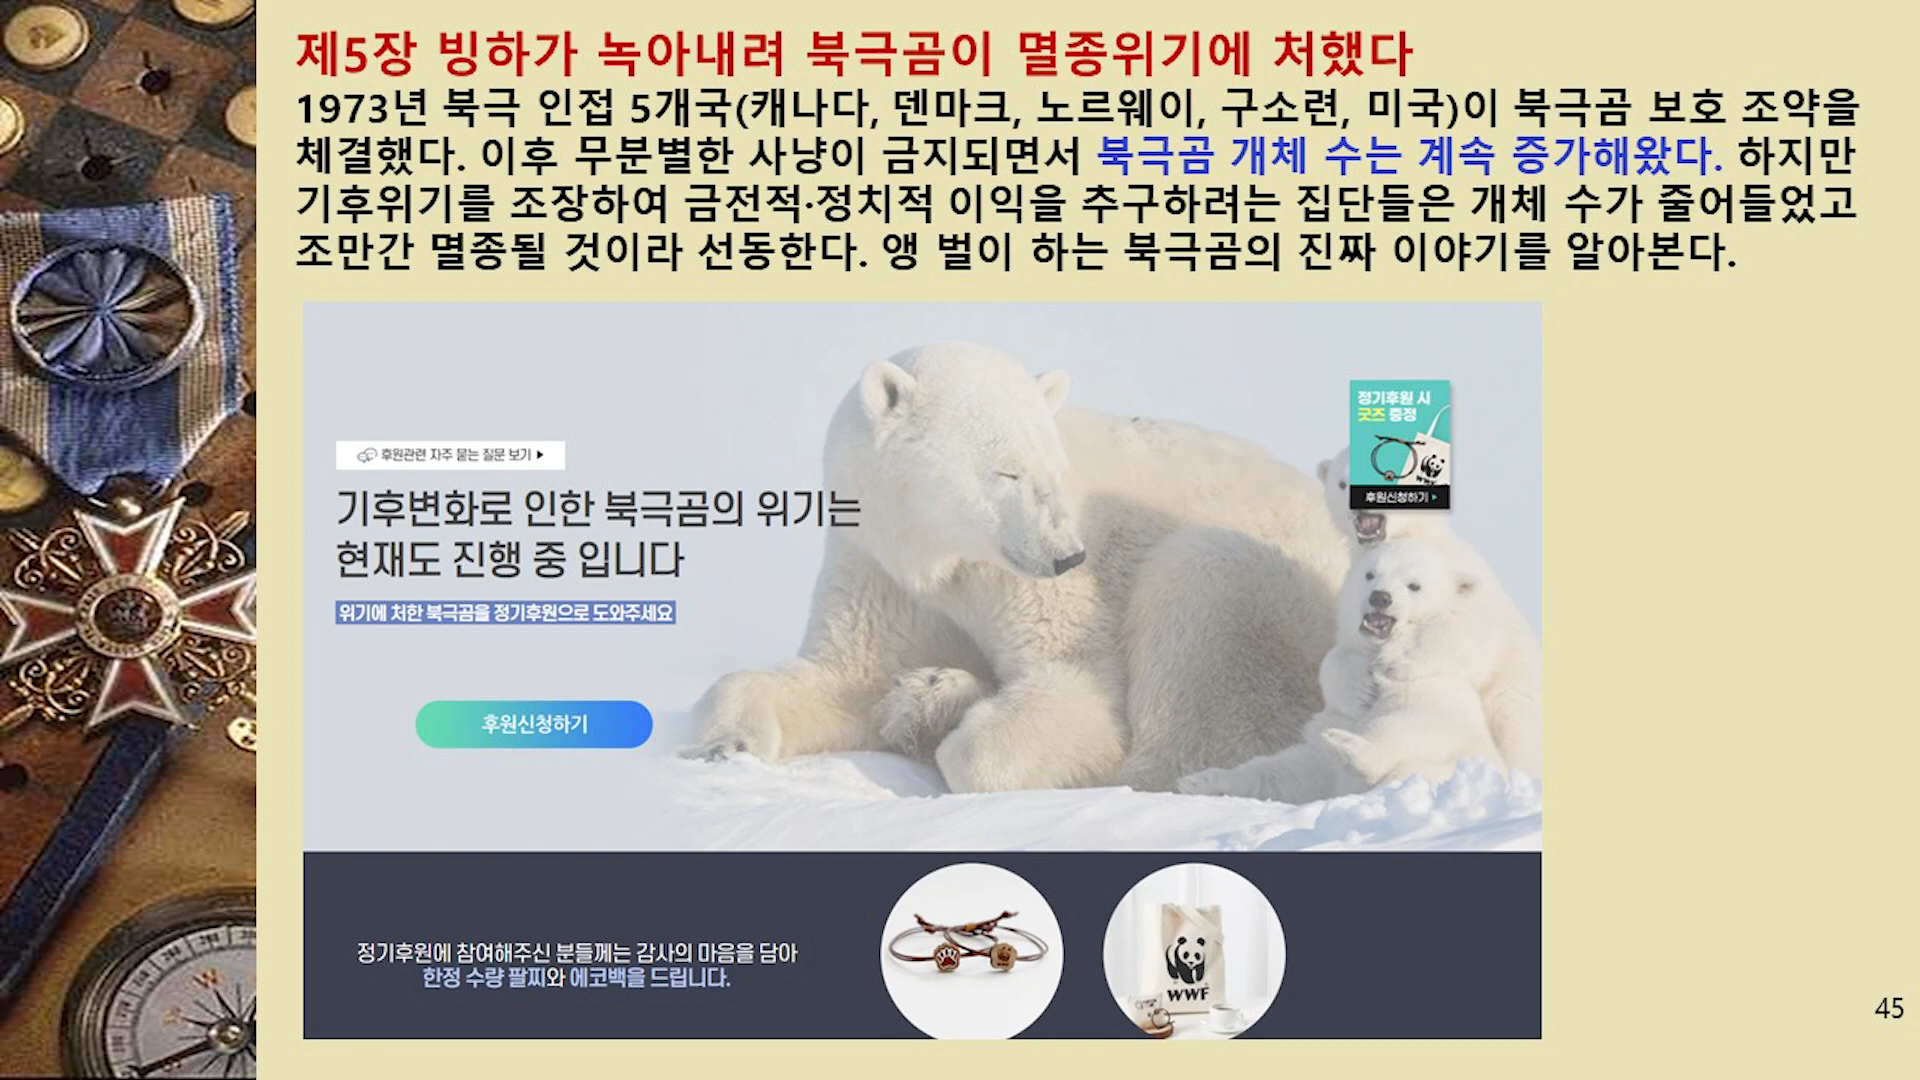 제5장 빙하가 녹아내려 북극곰이 멸종위기에 처했다
1973년 북극 인접 5개국(캐나다, 덴마크, 노르웨이, 구소련, 미국)이 북극곰 보호 조약을
체결했다. 이후 무분별한 사냥이 금지되면서 북극곰 개체 수는 계속 증가해왔다. 하지만
기후위기를 조장하여 금전적·정치적 이익을 추구하려는 집단들은 개체 수가 줄어들었고
조만간 멸종될 것이라 선동한다. 앵 벌이 하는 북극곰의 진짜 이야기를 알아본다.
정기후원 시
굿즈 증정
후원신청하기
후원관련 자주 묻는 질문 보기
기후변화로 인한 북극곰의 위기는
현재도 진행 중 입니다
위기에 처한 북극곰을 정기후원으로 도와주세요
후원신청하기
정기후원에 참여해주신 분들께는 감사의 마음을 담아
한정 수량 팔찌와 에코백을 드립니다.
WWF
45